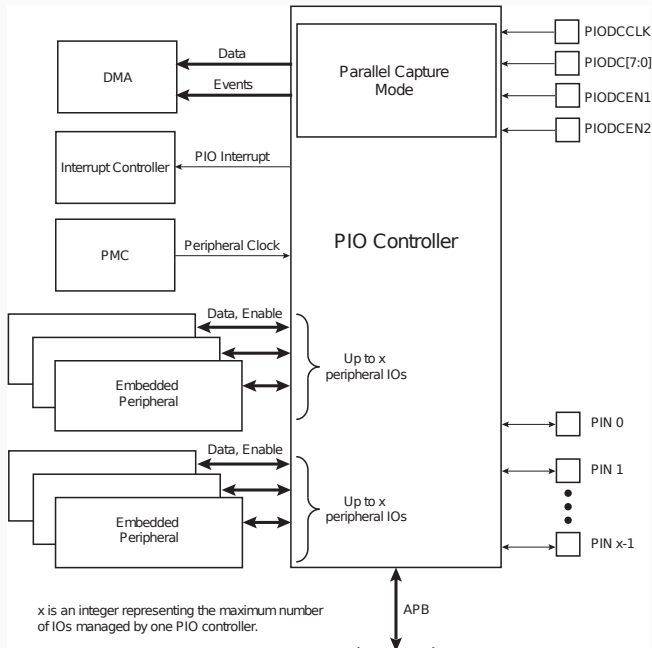 DMA
Data
Events
Parallel Capture
Mode
PIODCCLK
PIODC[7:0]
PIODCEN1
PIODCEN2
Interrupt Controller
PIO Interrupt
PMC
Peripheral Clock
PIO Controller
Data, Enable
Embedded
Peripheral
Up to x
peripheral IOs
PIN 0
Data, Enable
Embedded
Peripheral
Up to x
peripheral IOs
PIN 1
PIN x-1
x is an integer representing the maximum number
of IOs managed by one PIO controller.
APB